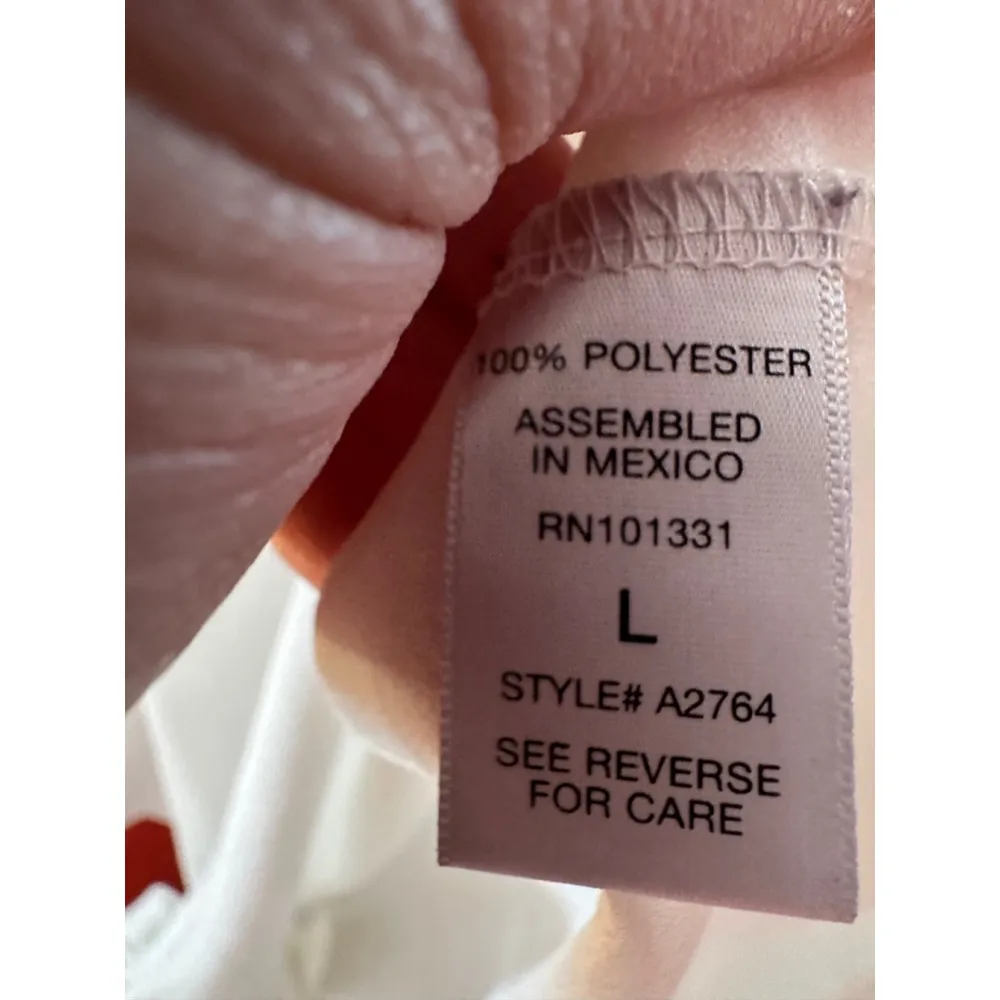 100% POLYESTER
ASSEMBLED
IN MEXICO
RN101331
L
STYLE# A2764
SEE REVERSE
FOR CARE